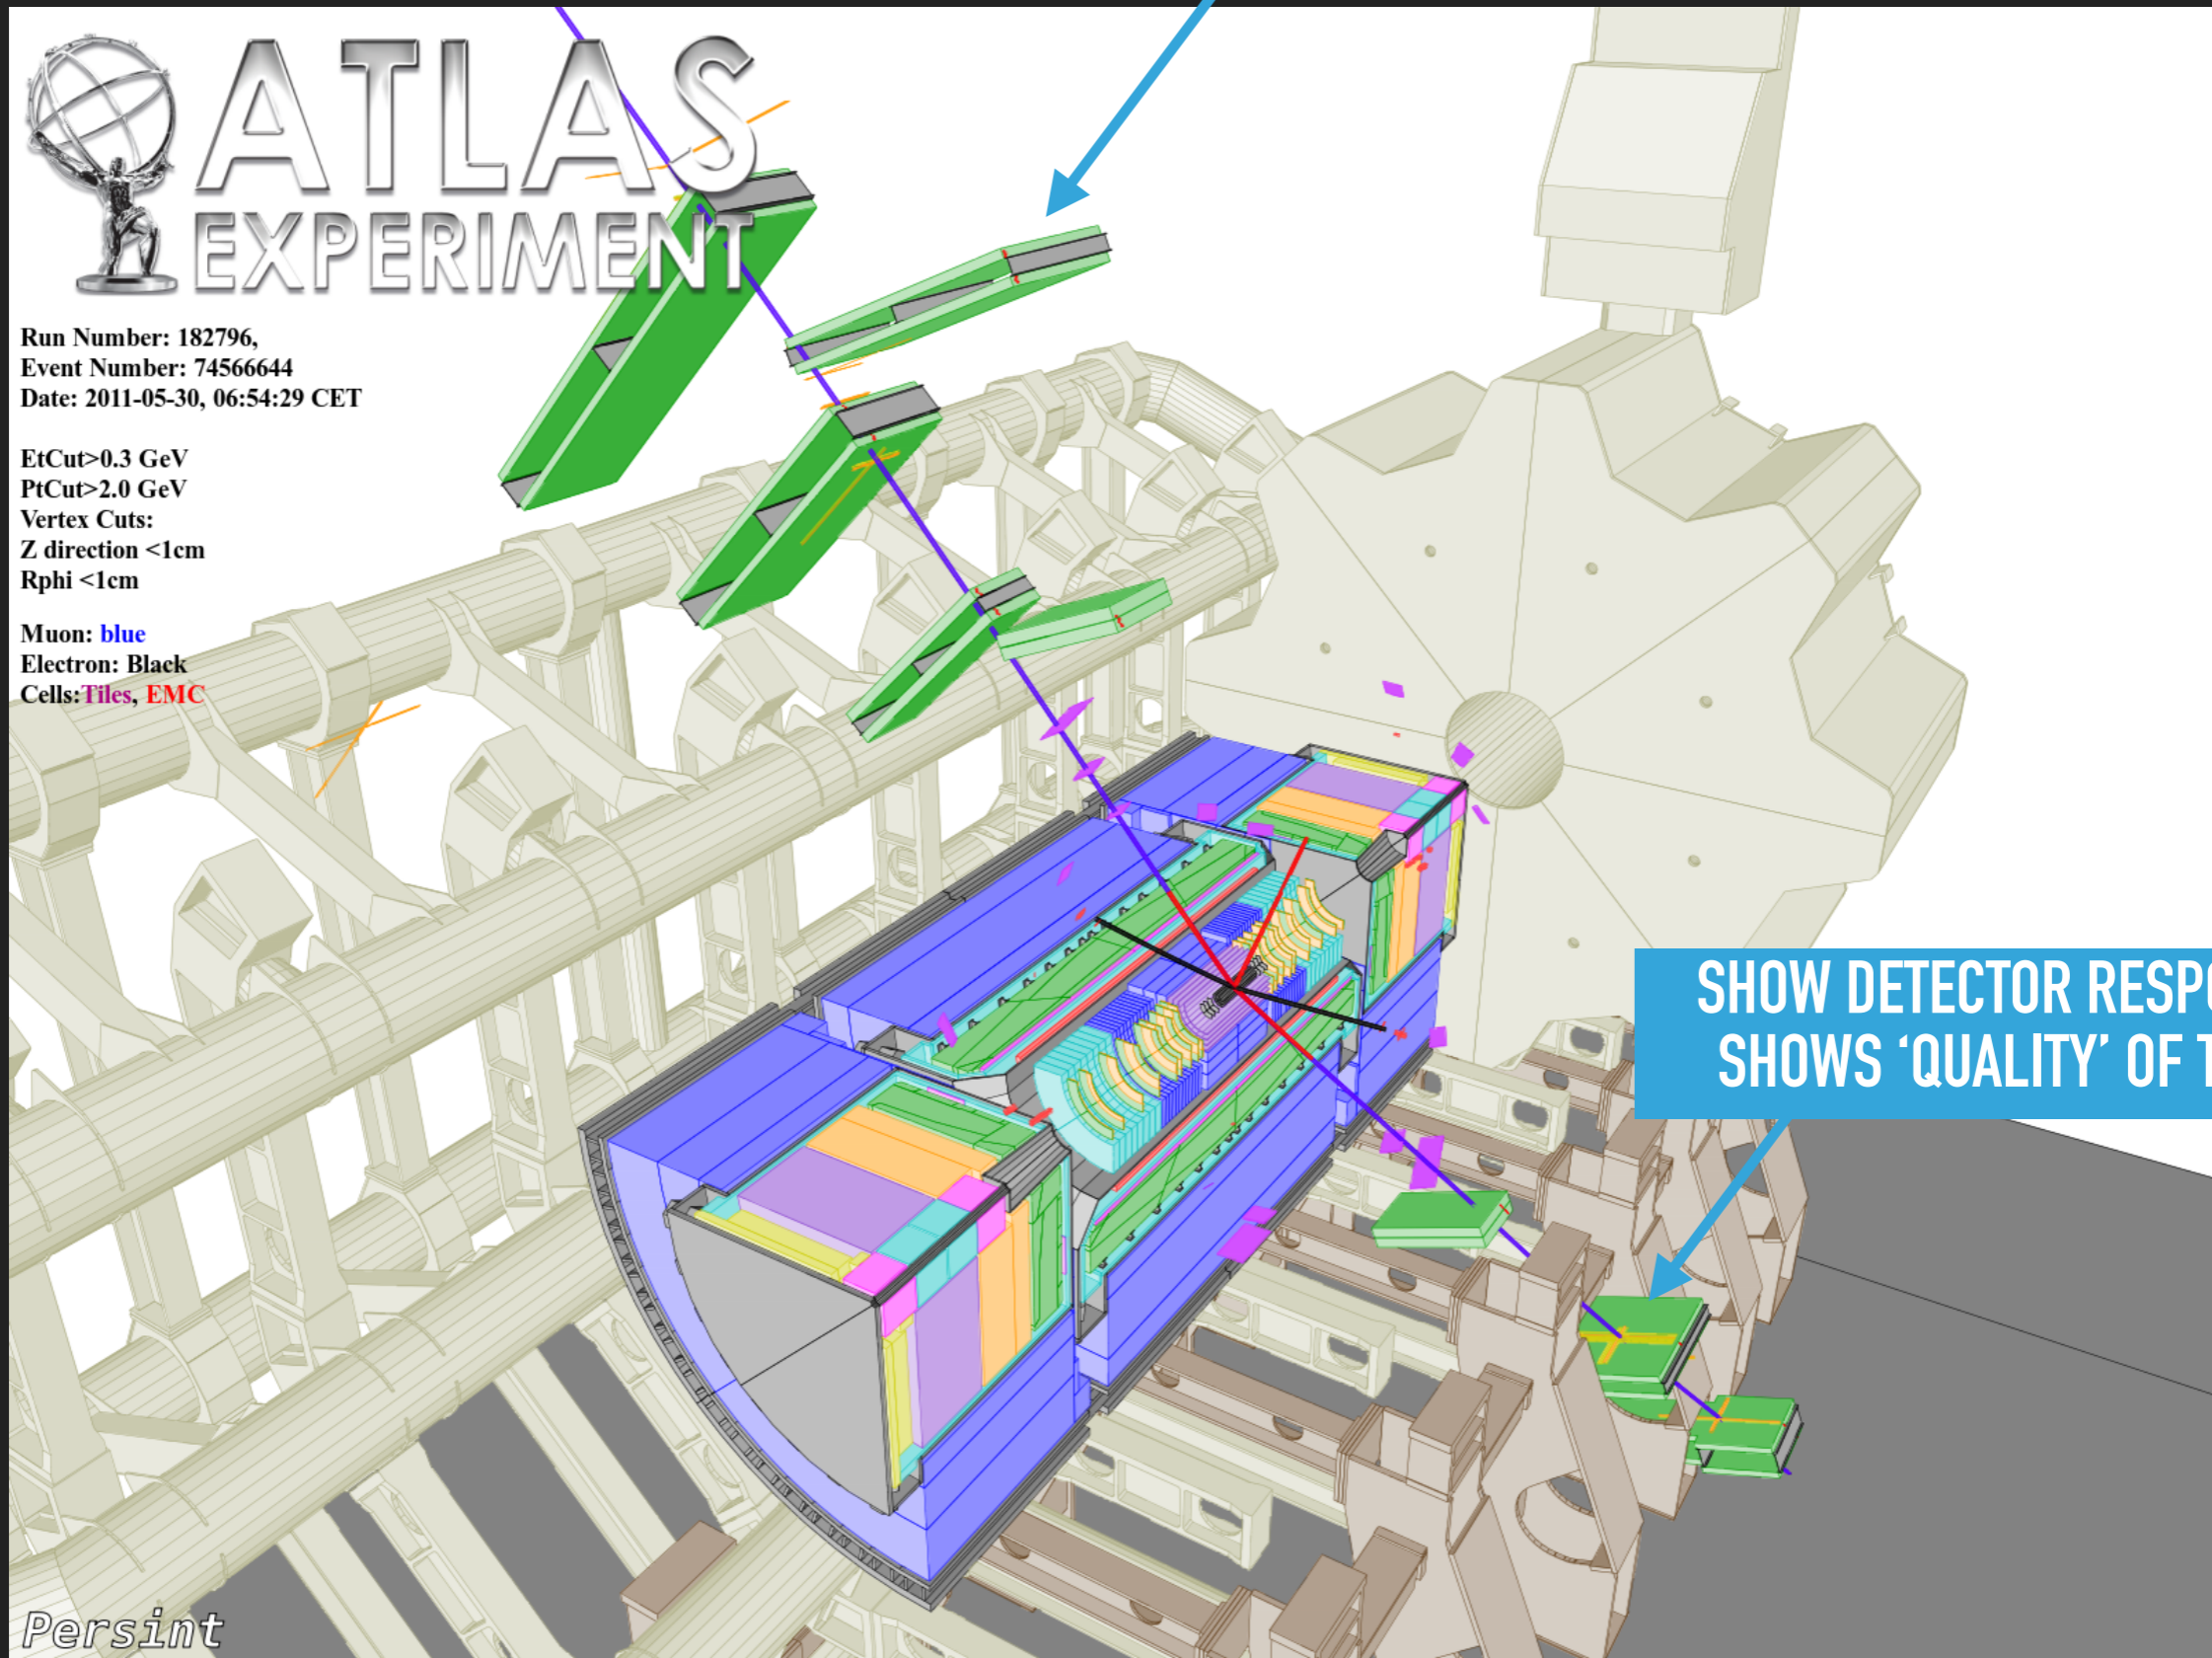 ATLAS
EXPERIMENT
Run Number: 182796,
Event Number: 74566644
Date: 2011-05-30, 06:54:29 CET
EtCut>0.3 GeV
PtCut>2.0 GeV
Vertex Cuts:
Z direction <1cm
Rphi <1cm
Muon: blue
Electron: Black
Cells:Tiles, EMC
SHOW DETECTOR
SHOWS ‘QUALITY’ OF
Persint